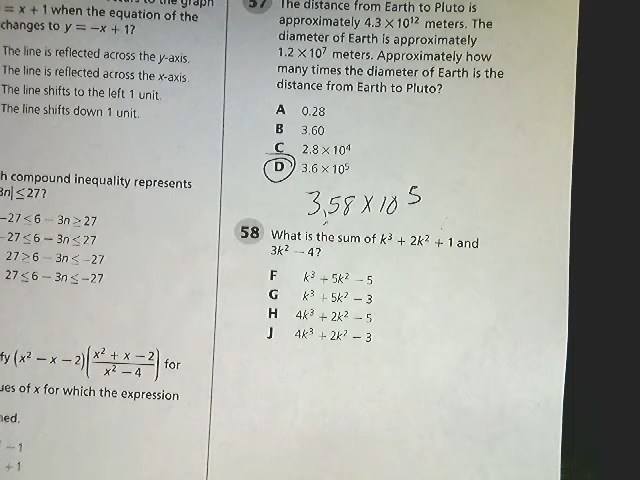 = x + 1 when the equation of the
changes to y = −x + 1?
The line is reflected across the y-axis.
The line is reflected across the x-axis.
The line shifts to the left 1 unit.
The line shifts down 1 unit.
h compound inequality represents
3n| ≤ 27?
−27 ≤ 6 − 3n ≥ 27
−27 ≤ 6 − 3n ≤ 27
27 ≥ 6 − 3n ≤ −27
27 ≤ 6 − 3n ≤ −27
fy (x² − x − 2)(x² + x − 2 / x² − 4) for
ues of x for which the expression
ned.
− 1
+ 1
57 The distance from Earth to Pluto is
approximately 4.3 × 10¹² meters. The
diameter of Earth is approximately
1.2 × 10⁷ meters. Approximately how
many times the diameter of Earth is the
distance from Earth to Pluto?
A 0.28
B 3.60
C 2.8 × 10⁴
D 3.6 × 10⁵
3.58 X 10⁵
58 What is the sum of k³ + 2k² + 1 and
3k² − 4?
F k³ + 5k² − 5
G k³ + 5k² − 3
H 4k³ + 2k² − 5
J 4k³ + 2k² − 3